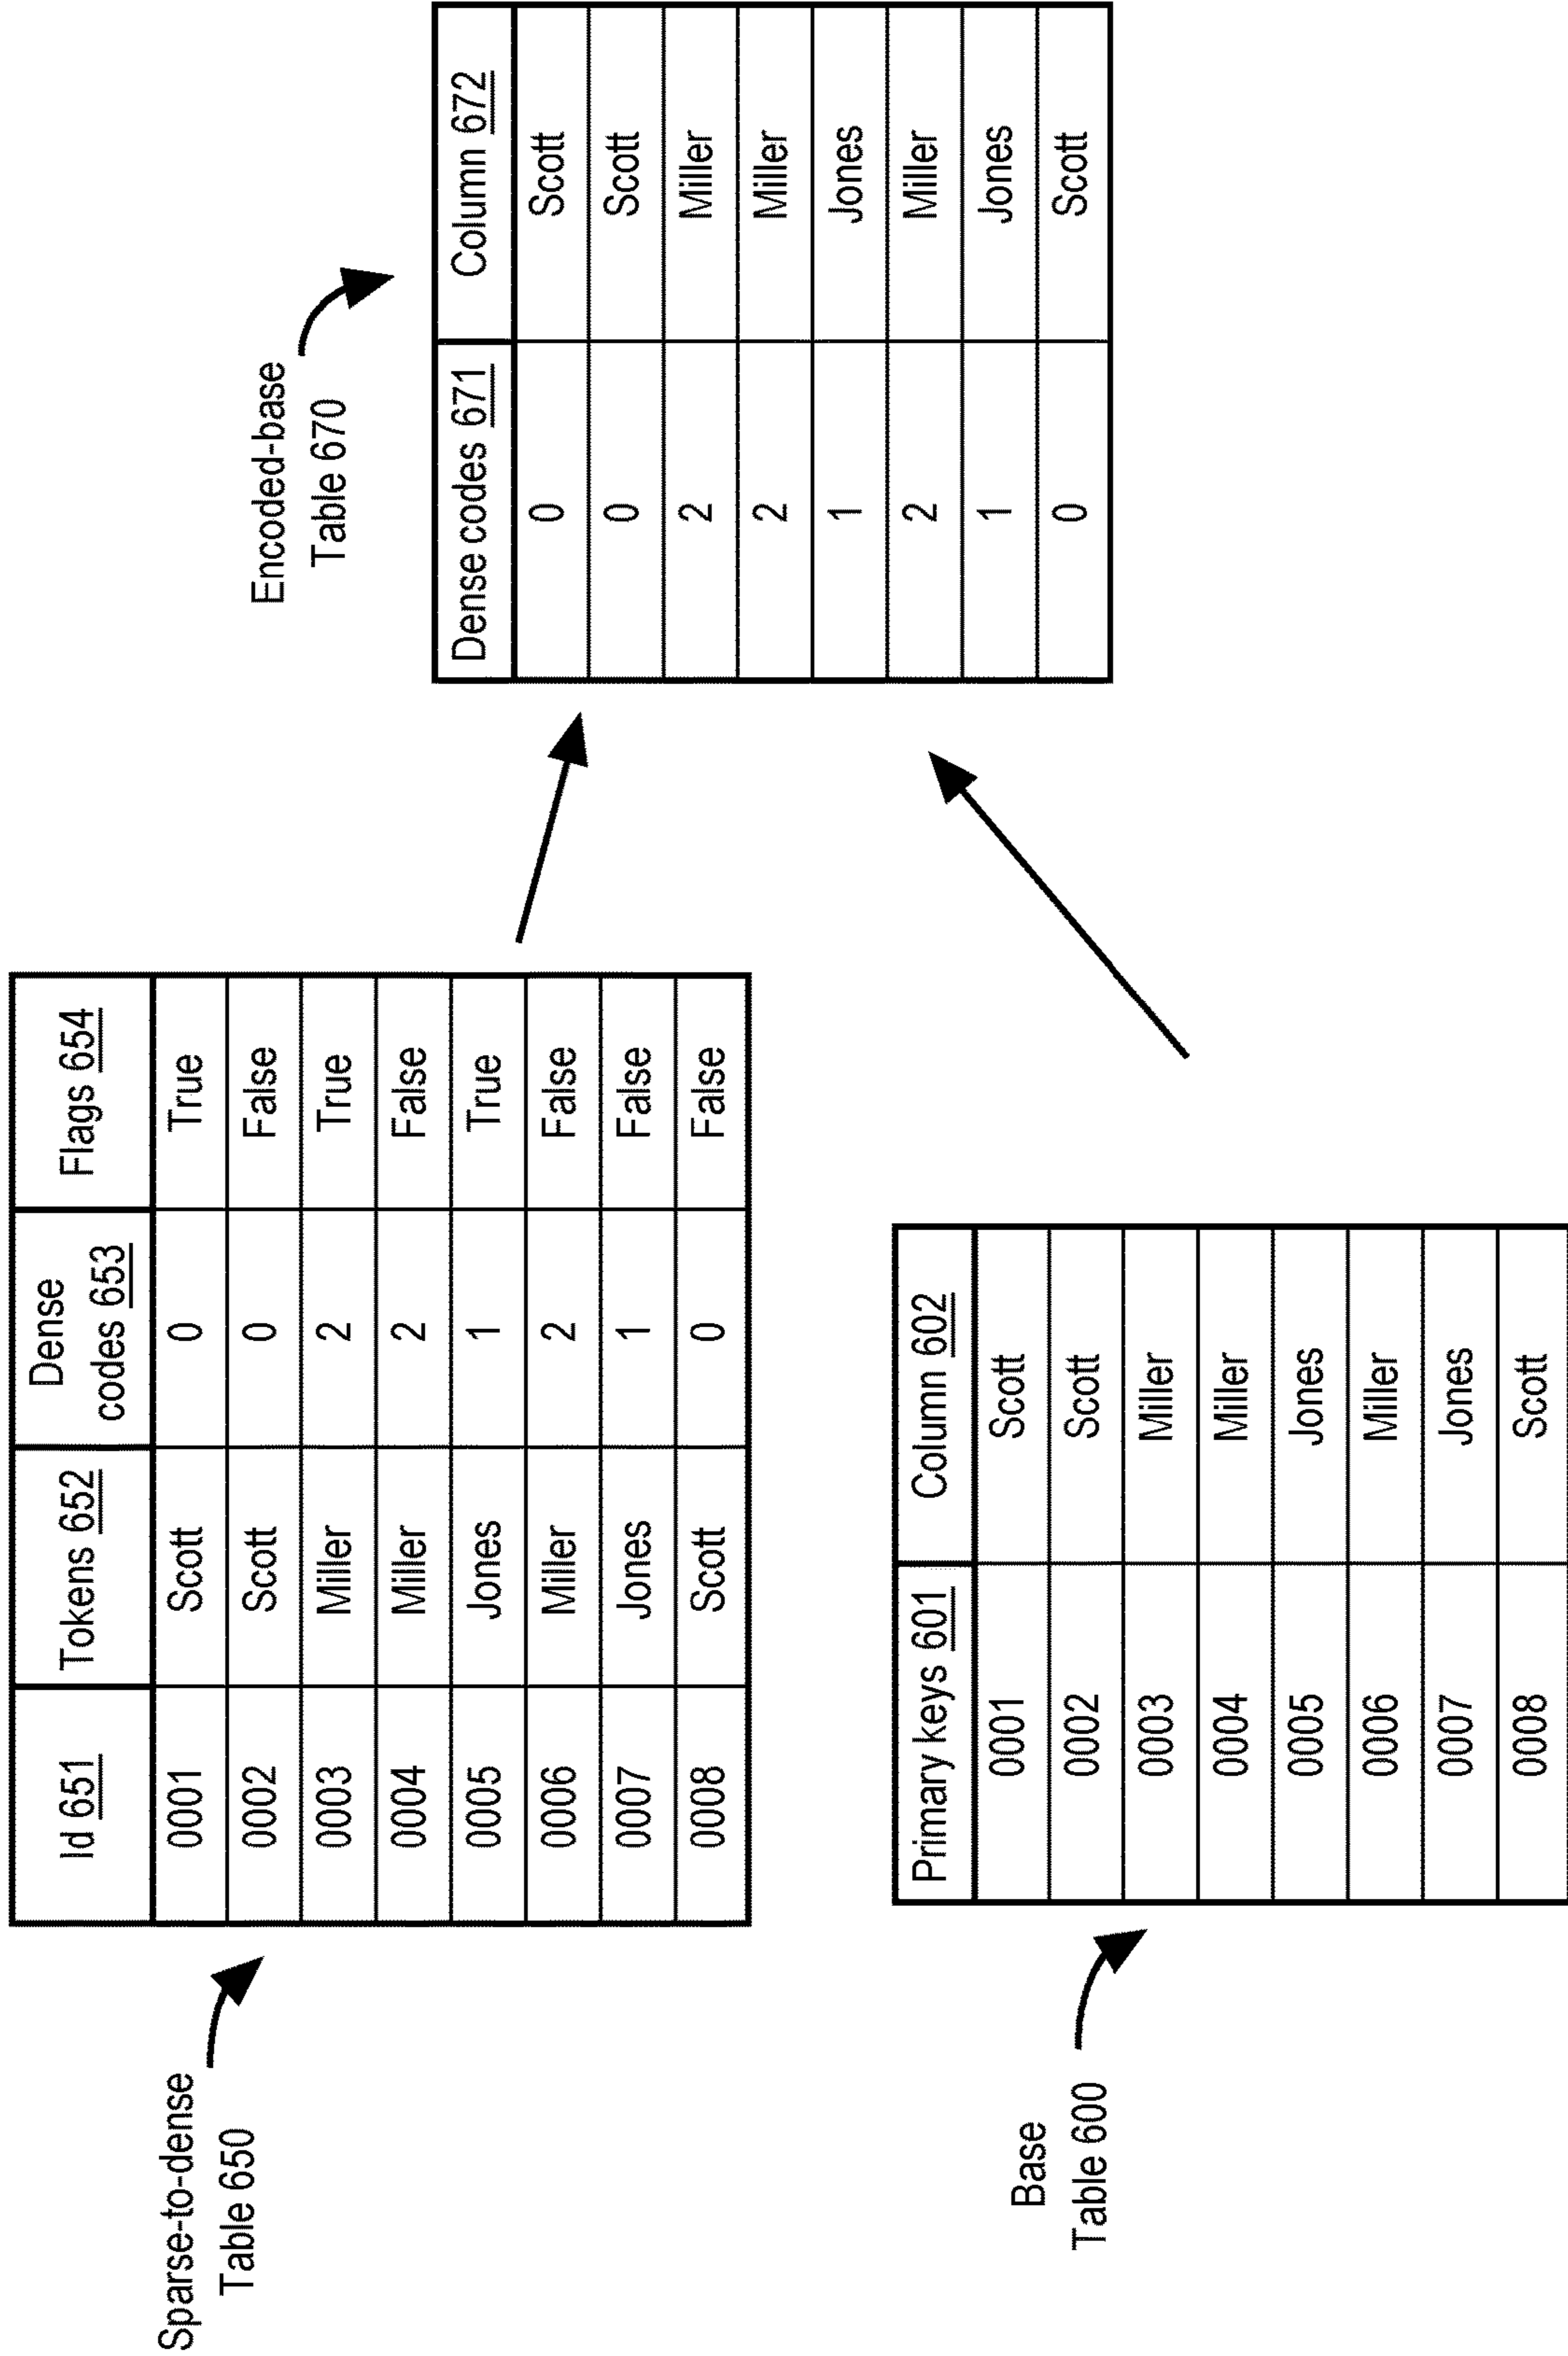 Sparse-to-dense
Table 650
Id 651 Tokens 652 Dense codes 653 Flags 654
0001 Scott 0 True
0002 Scott 0 False
0003 Miller 2 True
0004 Miller 2 False
0005 Jones 1 True
0006 Miller 2 False
0007 Jones 1 False
0008 Scott 0 False
Base
Table 600
Primary keys 601 Column 602
0001 Scott
0002 Scott
0003 Miller
0004 Miller
0005 Jones
0006 Miller
0007 Jones
0008 Scott
Encoded-base
Table 670
Dense codes 671 Column 672
0 Scott
0 Scott
2 Miller
2 Miller
1 Jones
2 Miller
1 Jones
0 Scott